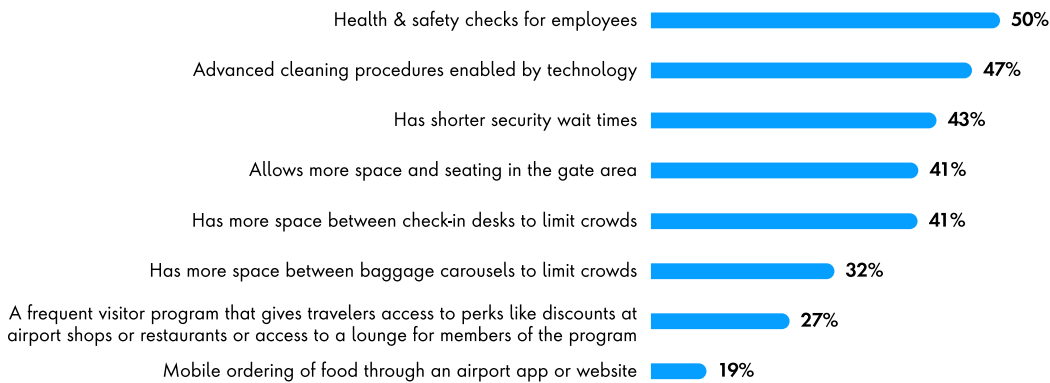 Health & safety checks for employees 50%
Advanced cleaning procedures enabled by technology 47%
Has shorter security wait times 43%
Allows more space and seating in the gate area 41%
Has more space between check-in desks to limit crowds 41%
Has more space between baggage carousels to limit crowds 32%
A frequent visitor program that gives travelers access to perks like discounts at
airport shops or restaurants or access to a lounge for members of the program 27%
Mobile ordering of food through an airport app or website 19%